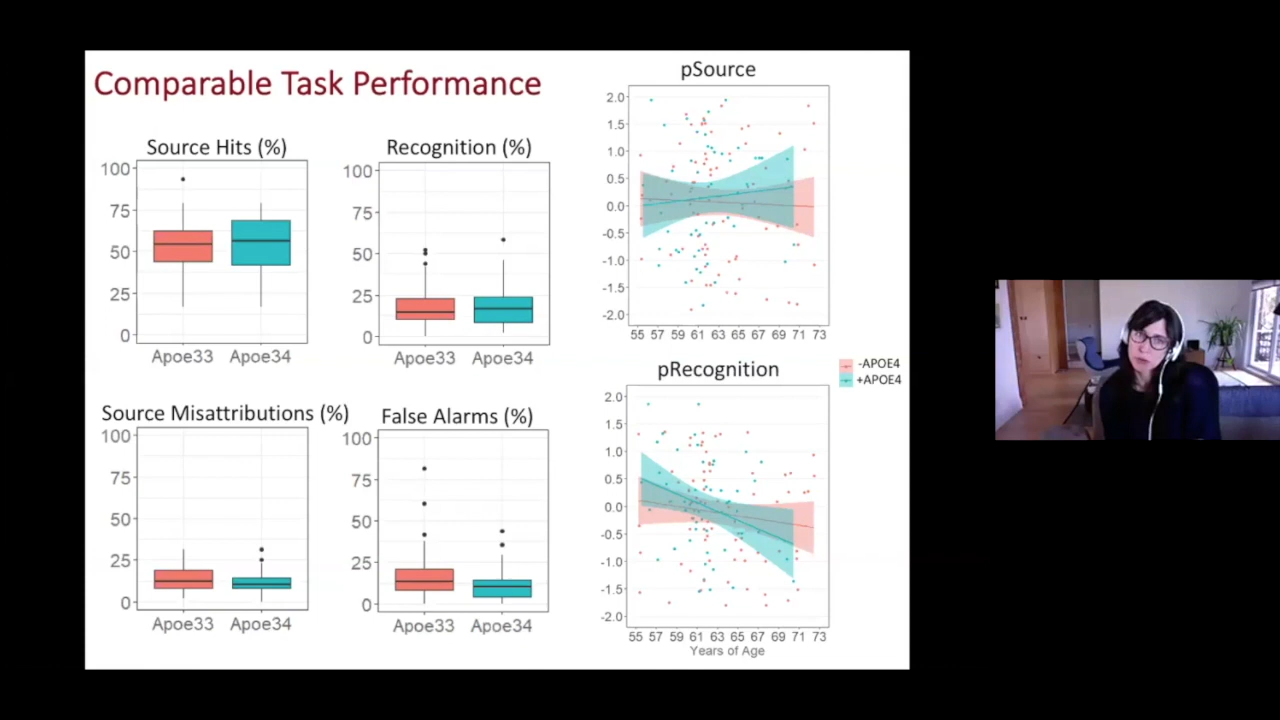 Comparable Task Performance
Source Hits (%)
100
75
50
25
0
Apoe33 Apoe34
Recognition (%)
100
75
50
25
0
Apoe33 Apoe34
Source Misattributions (%)
100
75
50
25
0
Apoe33 Apoe34
False Alarms (%)
100
75
50
25
0
Apoe33 Apoe34
pSource
2.0
1.5
1.0
0.5
0.0
-0.5
-1.0
-1.5
-2.0
55 57 59 61 63 65 67 69 71 73
pRecognition
2.0
1.5
1.0
0.5
0.0
-0.5
-1.0
-1.5
-2.0
55 57 59 61 63 65 67 69 71 73
Years of Age
-APOE4
+APOE4